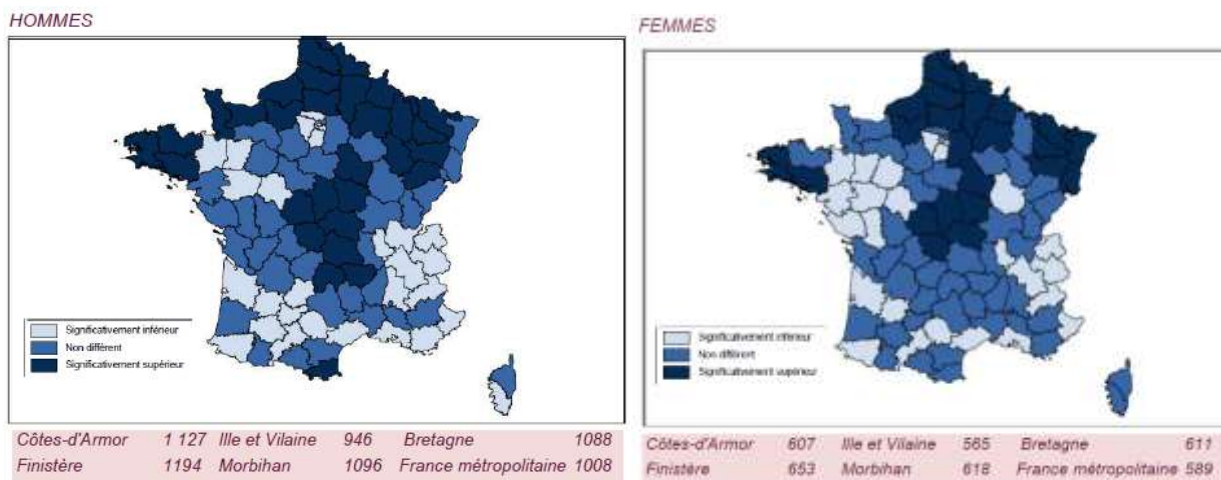 HOMMES
Significativement inférieur
Non différent
Significativement supérieur
Côtes-d'Armor 1 127 Ille et Vilaine 946 Bretagne 1088
Finistère 1194 Morbihan 1096 France métropolitaine 1008
FEMMES
Significativement inférieur
Non différent
Significativement supérieur
Côtes-d'Armor 607 Ille et Vilaine 565 Bretagne 611
Finistère 653 Morbihan 618 France métropolitaine 589